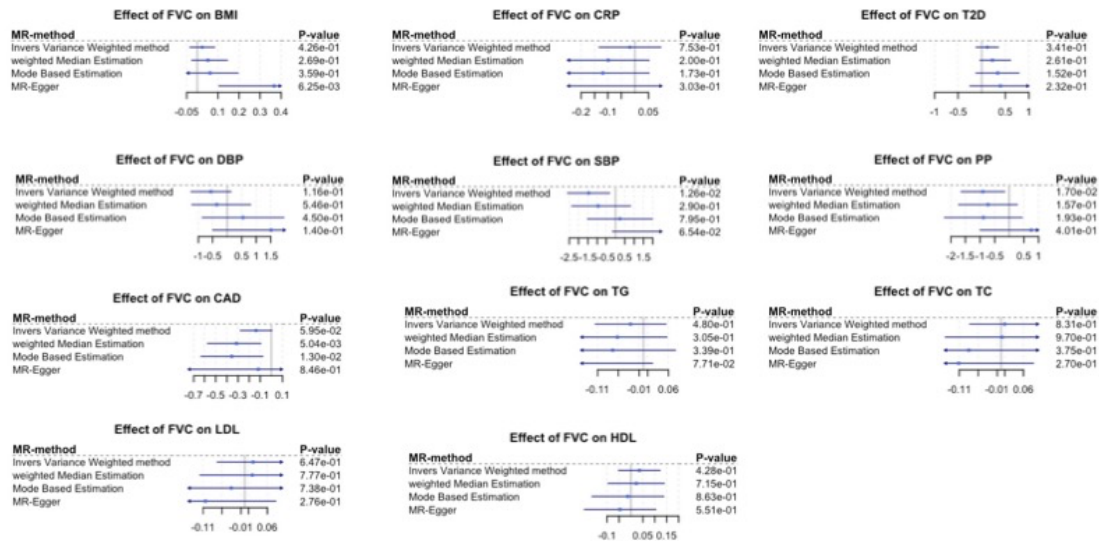 Effect of FVC on BMI
MR-method P-value
Invers Variance Weighted method 4.26e-01
weighted Median Estimation 2.69e-01
Mode Based Estimation 3.59e-01
MR-Egger 6.25e-03
-0.05 0.1 0.2 0.3 0.4
Effect of FVC on CRP
MR-method P-value
Invers Variance Weighted method 7.53e-01
weighted Median Estimation 2.00e-01
Mode Based Estimation 1.73e-01
MR-Egger 3.03e-01
-0.2 -0.1 0.05
Effect of FVC on T2D
MR-method P-value
Invers Variance Weighted method 3.41e-01
weighted Median Estimation 2.61e-01
Mode Based Estimation 1.52e-01
MR-Egger 2.32e-01
-1 -0.5 0.5 1
Effect of FVC on DBP
MR-method P-value
Invers Variance Weighted method 1.16e-01
weighted Median Estimation 5.46e-01
Mode Based Estimation 4.50e-01
MR-Egger 1.40e-01
-1-0.5 0.5 1 1.5
Effect of FVC on SBP
MR-method P-value
Invers Variance Weighted method 1.26e-02
weighted Median Estimation 2.90e-01
Mode Based Estimation 7.95e-01
MR-Egger 6.54e-02
-2.5-1.5-0.5 0.5 1.5
Effect of FVC on PP
MR-method P-value
Invers Variance Weighted method 1.70e-02
weighted Median Estimation 1.57e-01
Mode Based Estimation 1.93e-01
MR-Egger 4.01e-01
-2-1.5-1-0.5 0.5 1
Effect of FVC on CAD
MR-method P-value
Invers Variance Weighted method 5.95e-02
weighted Median Estimation 5.04e-03
Mode Based Estimation 1.30e-02
MR-Egger 8.46e-01
-0.7 -0.5 -0.3 -0.1 0.1
Effect of FVC on TG
MR-method P-value
Invers Variance Weighted method 4.80e-01
weighted Median Estimation 3.05e-01
Mode Based Estimation 3.39e-01
MR-Egger 7.71e-02
-0.11 -0.01 0.06
Effect of FVC on TC
MR-method P-value
Invers Variance Weighted method 8.31e-01
weighted Median Estimation 9.70e-01
Mode Based Estimation 3.75e-01
MR-Egger 2.70e-01
-0.11 -0.01 0.06
Effect of FVC on LDL
MR-method P-value
Invers Variance Weighted method 6.47e-01
weighted Median Estimation 7.77e-01
Mode Based Estimation 7.38e-01
MR-Egger 2.76e-01
-0.11 -0.01 0.06
Effect of FVC on HDL
MR-method P-value
Invers Variance Weighted method 4.28e-01
weighted Median Estimation 7.15e-01
Mode Based Estimation 8.63e-01
MR-Egger 5.51e-01
-0.1 0.05 0.15